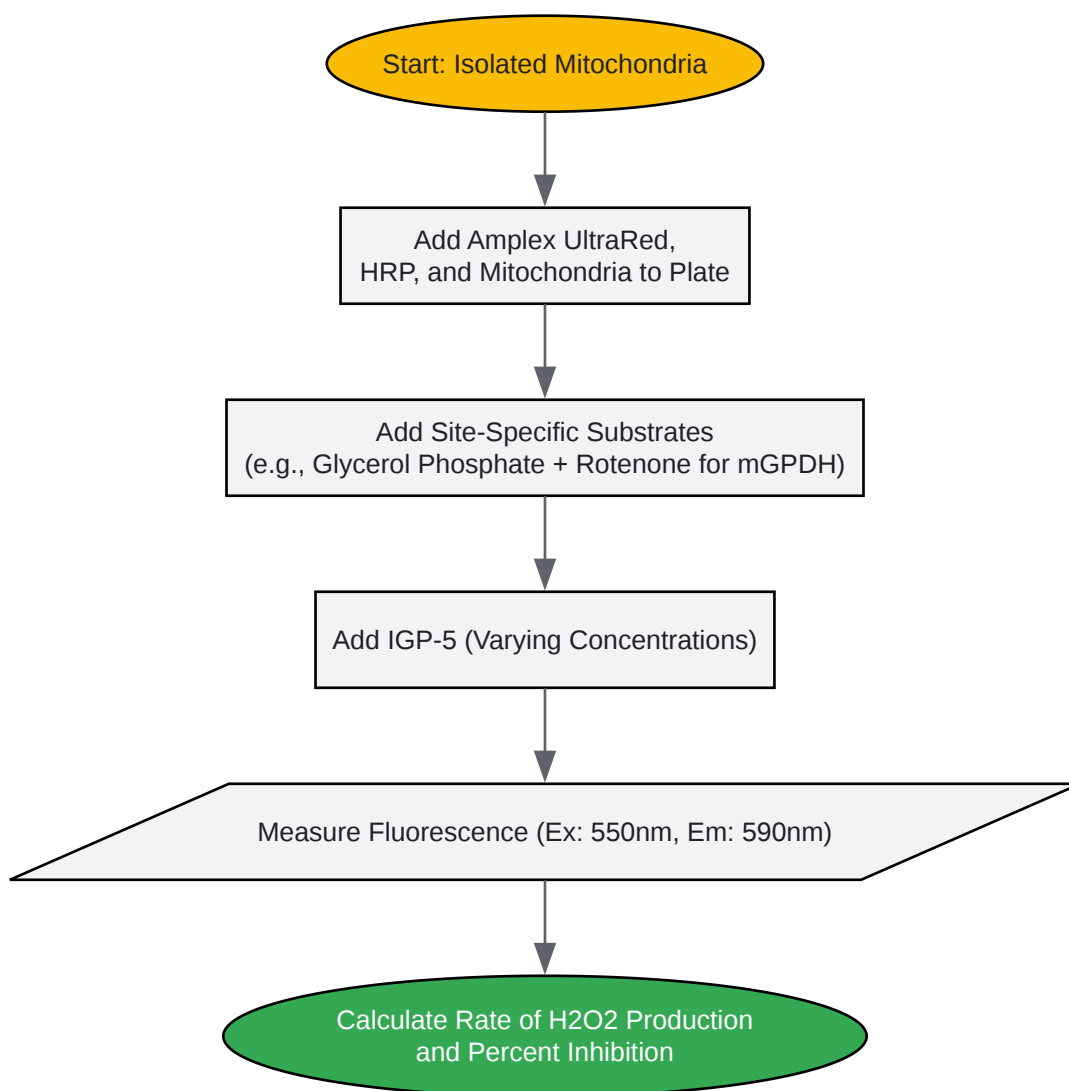 Start: Isolated Mitochondria
Add Amplex UltraRed,
HRP, and Mitochondria to Plate
Add Site-Specific Substrates
(e.g., Glycerol Phosphate + Rotenone for mGPDH)
Add IGP-5 (Varying Concentrations)
Measure Fluorescence (Ex: 550nm, Em: 590nm)
Calculate Rate of H2O2 Production
and Percent Inhibition